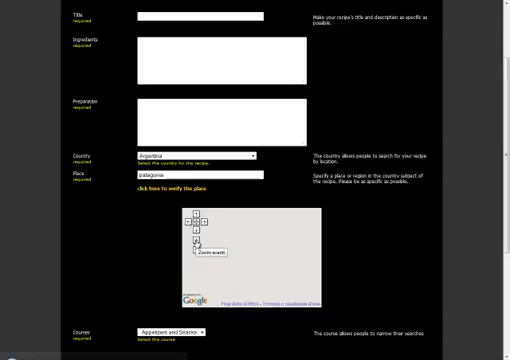 Title
required
Make your recipe's title and description as specific as
possible.
Ingredients
required
Preparation
required
Country
required
Argentina
Select the country for the recipe.
The country allows people to search for your recipe
by location.
Place
required
patagonia
Specify a place or region in the country subject of
the recipe. Please be as specific as possible.
click here to verify the place
Zoom avanti
Google
Courses
required
Appetizers and Snacks
Select the course
The course allows people to narrow their searches